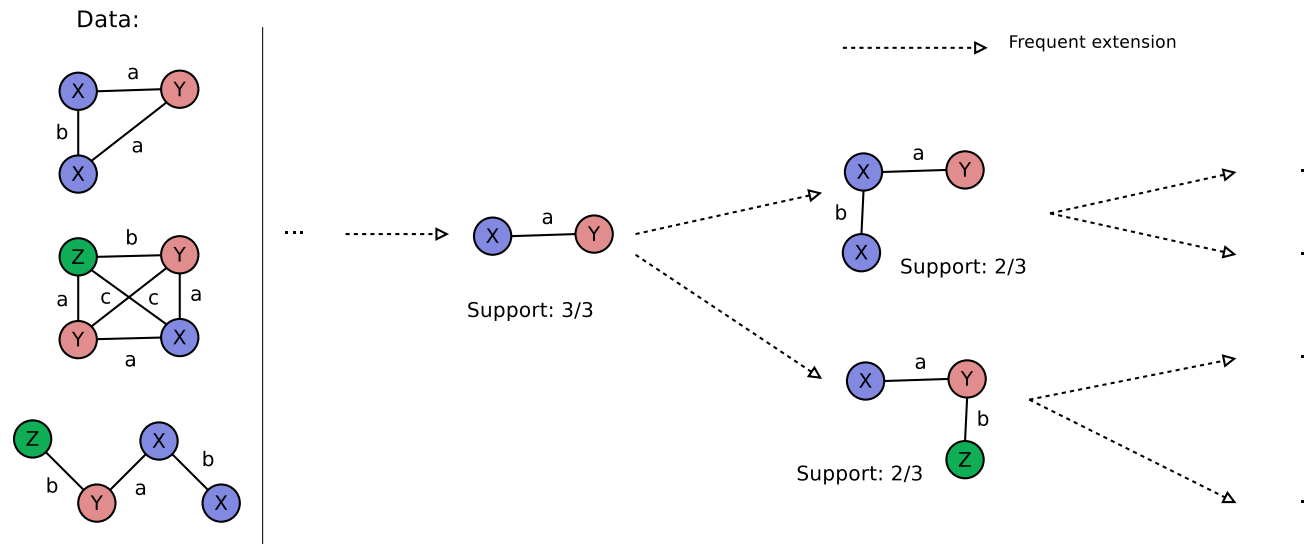 Data:
Frequent extension
X
a
Y
b
a
X
Z
b
Y
a
c
c
a
Y
a
X
Z
b
Y
a
X
b
X
...
X
a
Y
Support: 3/3
X
a
Y
b
X
Support: 2/3
X
a
Y
b
Z
Support: 2/3